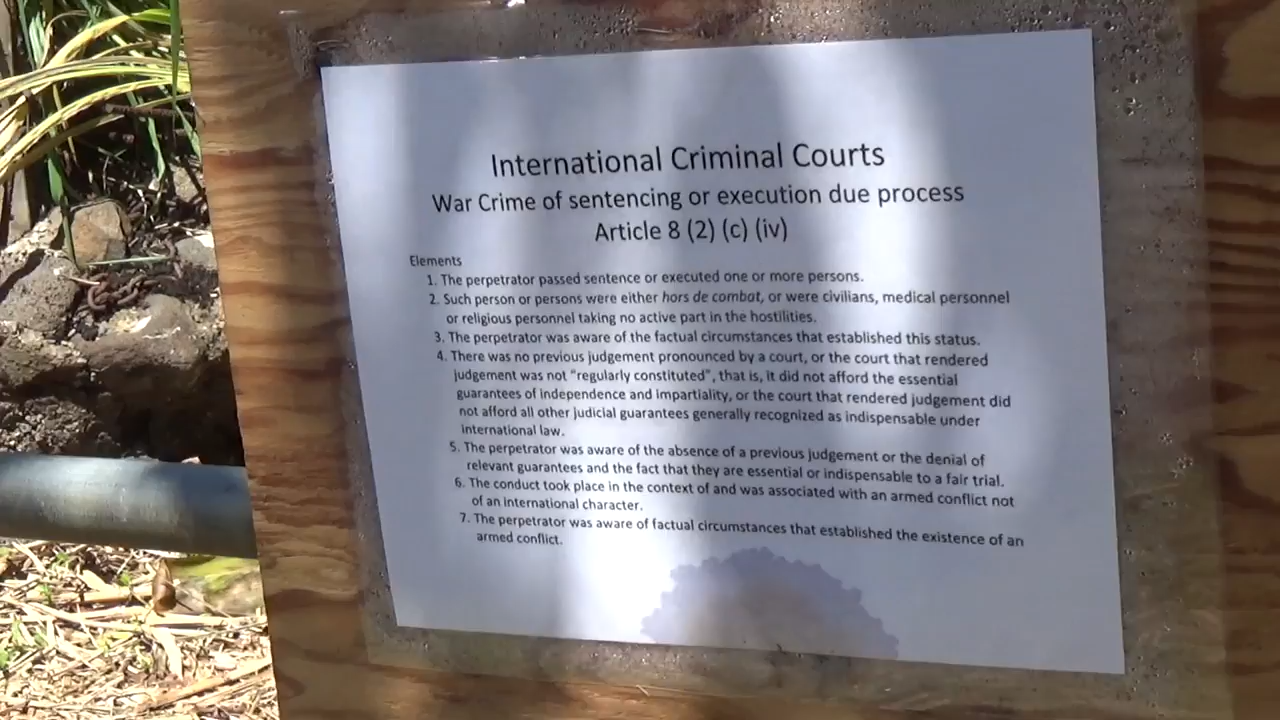 International Criminal Courts
War Crime of sentencing or execution due process
Article 8 (2) (c) (iv)
Elements
1. The perpetrator passed sentence or executed one or more persons.
2. Such person or persons were either hors de combat, or were civilians, medical personnel
or religious personnel taking no active part in the hostilities.
3. The perpetrator was aware of the factual circumstances that established this status.
4. There was no previous judgement pronounced by a court, or the court that rendered
judgement was not "regularly constituted", that is, it did not afford the essential
guarantees of independence and impartiality, or the court that rendered judgement did
not afford all other judicial guarantees generally recognized as indispensable under
international law.
5. The perpetrator was aware of the absence of a previous judgement or the denial of
relevant guarantees and the fact that they are essential or indispensable to a fair trial.
6. The conduct took place in the context of and was associated with an armed conflict not
of an international character.
7. The perpetrator was aware of factual circumstances that established the existence of an
armed conflict.